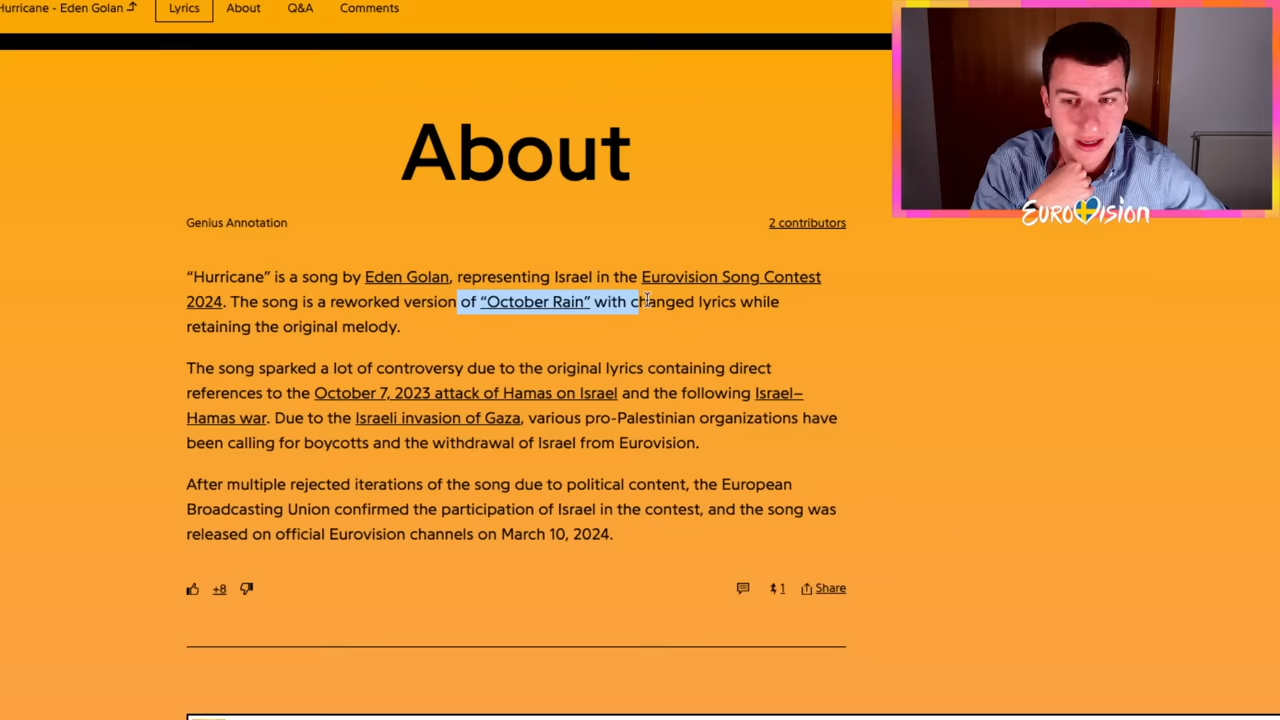 Hurricane - Eden Golan
Lyrics
About
Q&A
Comments
About
Genius Annotation
2 contributors
“Hurricane” is a song by Eden Golan, representing Israel in the Eurovision Song Contest
2024. The song is a reworked version of “October Rain” with changed lyrics while
retaining the original melody.
The song sparked a lot of controversy due to the original lyrics containing direct
references to the October 7, 2023 attack of Hamas on Israel and the following Israel–
Hamas war. Due to the Israeli invasion of Gaza, various pro-Palestinian organizations have
been calling for boycotts and the withdrawal of Israel from Eurovision.
After multiple rejected iterations of the song due to political content, the European
Broadcasting Union confirmed the participation of Israel in the contest, and the song was
released on official Eurovision channels on March 10, 2024.
+8
1
Share
EUROVISION